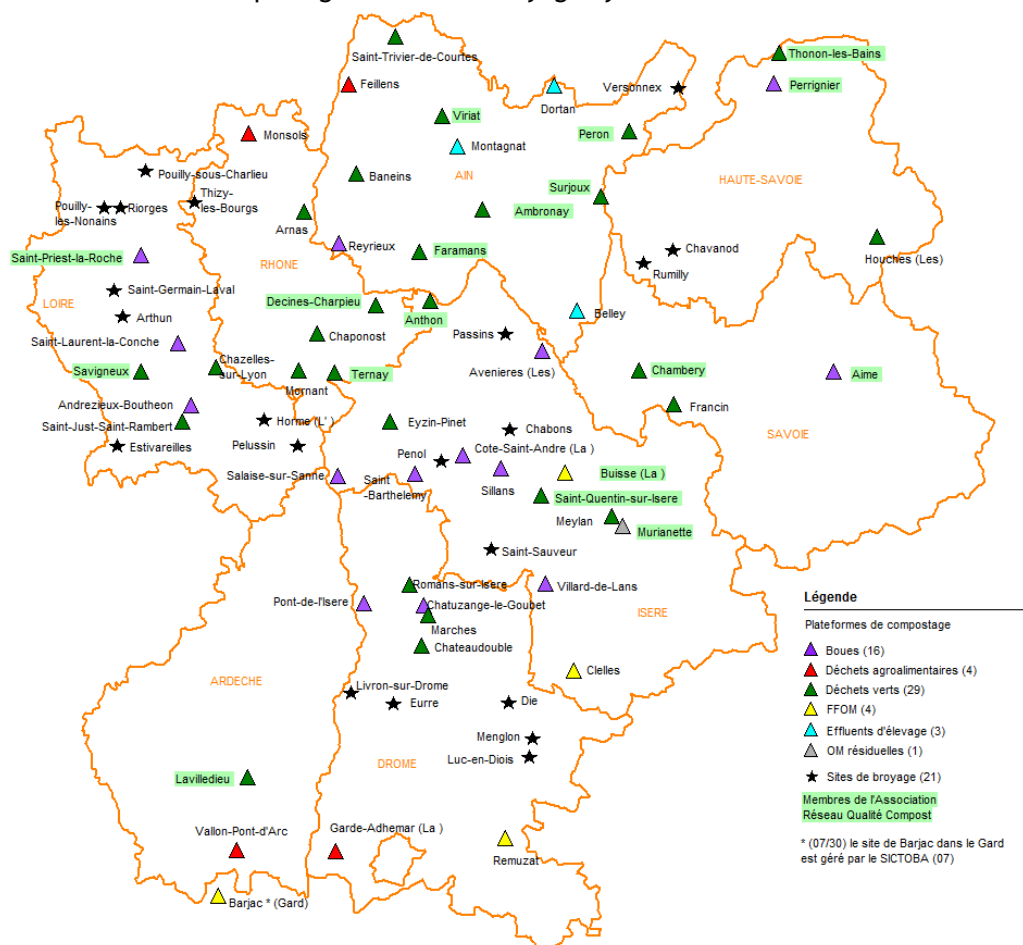 Saint-Trivier-de-Courtes
Thonon-les-Bains
Feillens
Versonnex
Perrignier
Dortan
Viriat
Peron
Monsols
Montagnat
Pouilly-sous-Charlieu
Baneins
AIN
HAUTE-SAVOIE
Surjoux
Thizy-
les-Bourgs
Pouilly-
les-Nonains
Riorges
Ambronay
Arnas
Reyrieux
Faramans
Chavanod
Houches (Les)
Saint-Priest-la-Roche
RHONE
Rumilly
Saint-Germain-Laval
LOIRE
Decines-Charpieu
Anthon
Belley
Arthun
Chaponost
Passins
Saint-Laurent-la-Conche
Avenieres (Les)
Chazelles-
sur-Lyon
Savigneux
Mornant
Ternay
Chambery
Aime
Andrezieux-Boutheon
Francin
Saint-Just-Saint-Rambert
Horme (L' )
Eyzin-Pinet
Chabons
SAVOIE
Estivareilles
Pelussin
Penol
Cote-Saint-Andre (La )
Salaise-sur-Sanne
Saint
-Barthelemy
Sillans
Buisse (La )
Saint-Quentin-sur-Isere
Meylan
Murianette
Saint-Sauveur
Romans-sur-Isere
Villard-de-Lans
Pont-de-l'Isere
Chatuzange-le-Goubet
Marches
ISERE
Chateaudouble
Clelles
ARDECHE
Livron-sur-Drome
Eurre
Die
Menglon
Luc-en-Diois
DROME
Lavilledieu
Vallon-Pont-d'Arc
Garde-Adhemar (La )
Remuzat
Barjac * (Gard)
Légende
Plateformes de compostage
Boues (16)
Déchets agroalimentaires (4)
Déchets verts (29)
FFOM (4)
Effluents d'élevage (3)
OM résiduelles (1)
Sites de broyage (21)
Membres de l'Association
Réseau Qualité Compost
* (07/30) le site de Barjac dans le Gard
est géré par le SICTOBA (07)